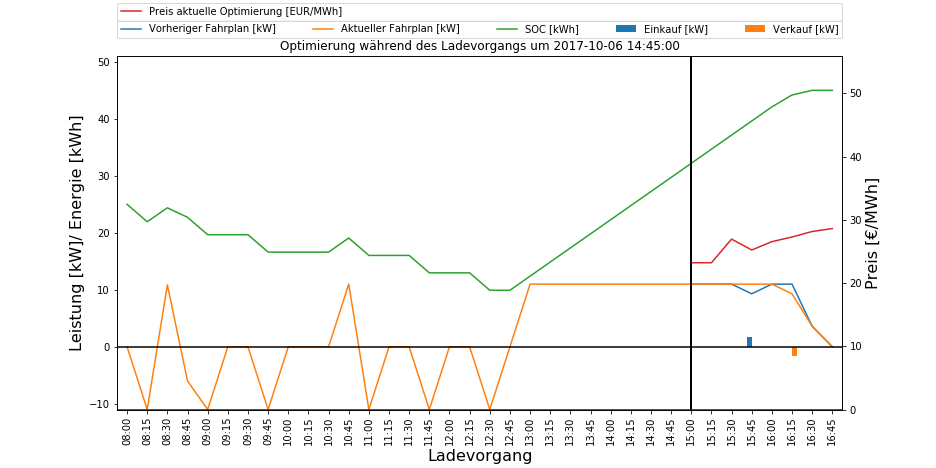 Preis aktuelle Optimierung [EUR/MWh]
Vorheriger Fahrplan [kW] Aktueller Fahrplan [kW] SOC [kWh] Einkauf [kW] Verkauf [kW]
Optimierung während des Ladevorgangs um 2017-10-06 14:45:00
Leistung [kW]/ Energie [kWh]
50
40
30
20
10
0
−10
50
40
30
20
10
0
Preis [€/MWh]
08:00 08:15 08:30 08:45 09:00 09:15 09:30 09:45 10:00 10:15 10:30 10:45 11:00 11:15 11:30 11:45 12:00 12:15 12:30 12:45 13:00 13:15 13:30 13:45 14:00 14:15 14:30 14:45 15:00 15:15 15:30 15:45 16:00 16:15 16:30 16:45
Ladevorgang